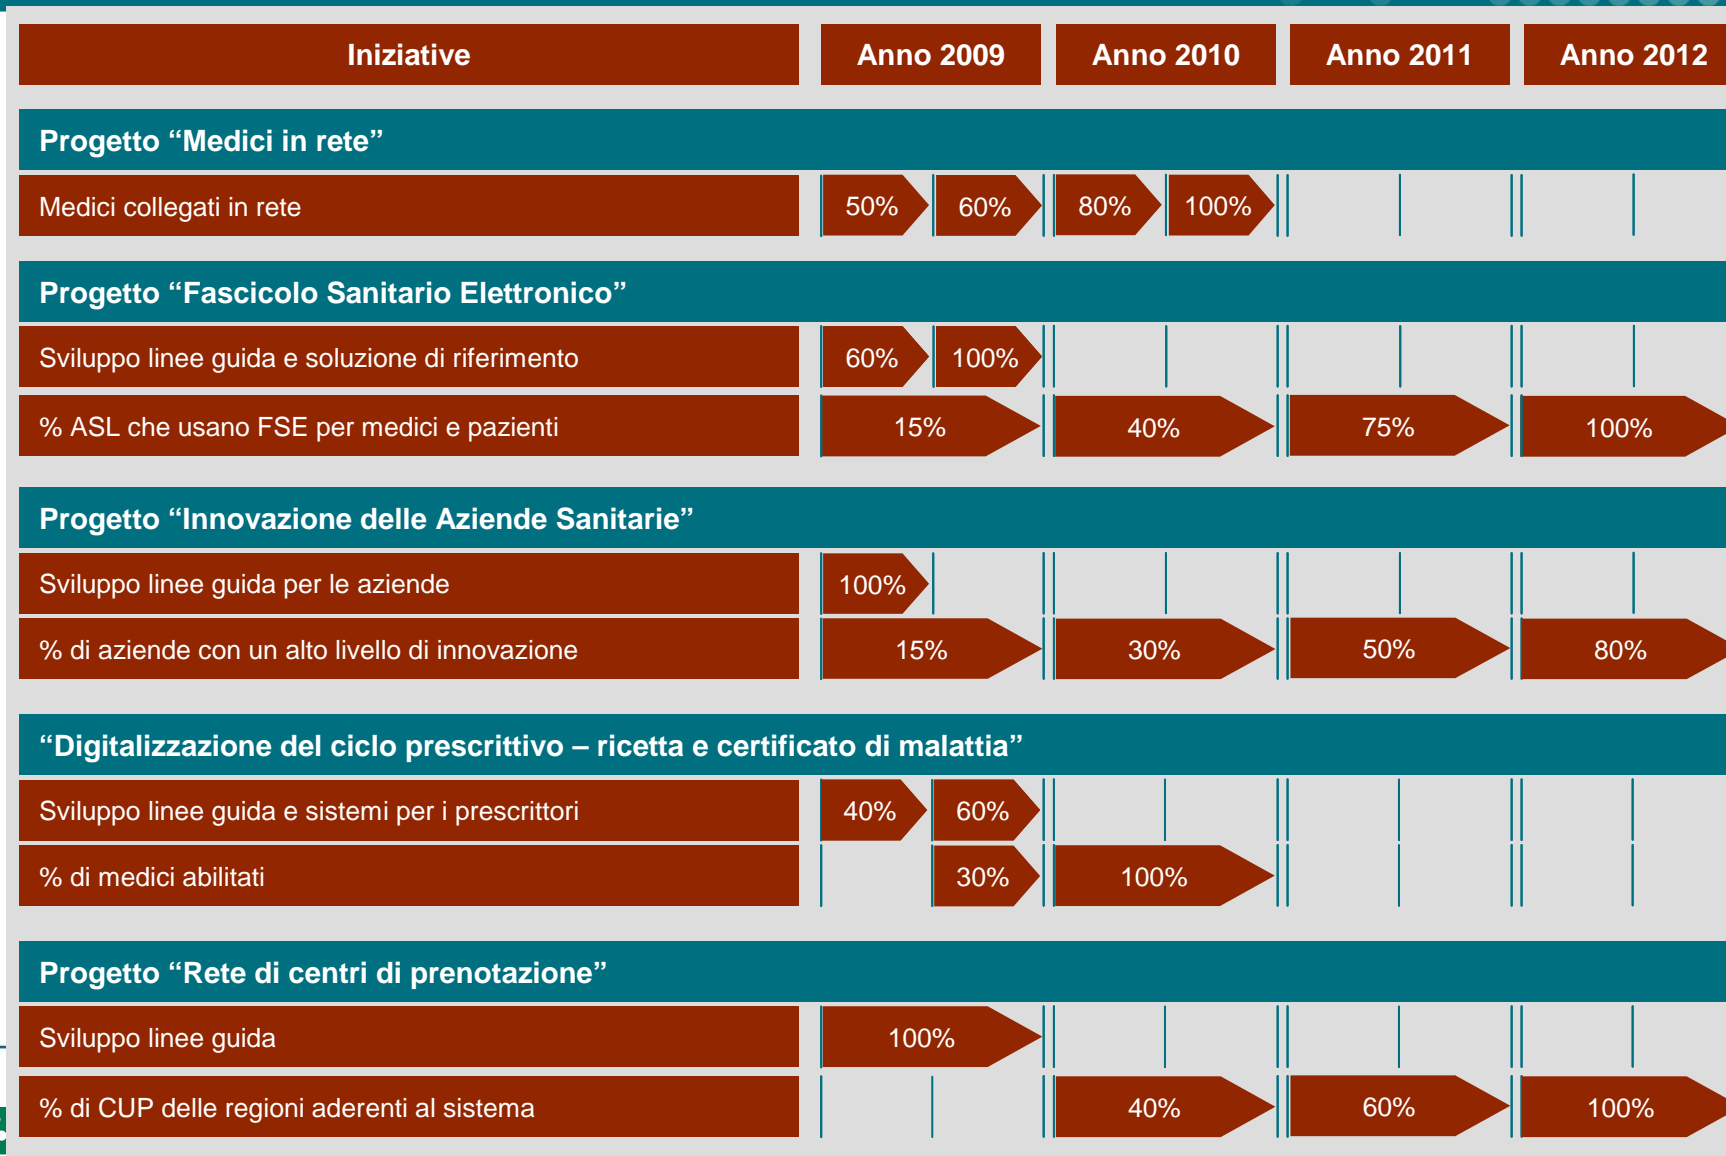 Iniziative Anno 2009 Anno 2010 Anno 2011 Anno 2012
Progetto “Medici in rete”
Medici collegati in rete 50% 60% 80% 100%
Progetto “Fascicolo Sanitario Elettronico”
Sviluppo linee guida e soluzione di riferimento 60% 100%
% ASL che usano FSE per medici e pazienti 15% 40% 75% 100%
Progetto “Innovazione delle Aziende Sanitarie”
Sviluppo linee guida per le aziende 100%
% di aziende con un alto livello di innovazione 15% 30% 50% 80%
“Digitalizzazione del ciclo prescrittivo – ricetta e certificato di malattia”
Sviluppo linee guida e sistemi per i prescrittori 40% 60%
% di medici abilitati 30% 100%
Progetto “Rete di centri di prenotazione”
Sviluppo linee guida 100%
% di CUP delle regioni aderenti al sistema 40% 60% 100%